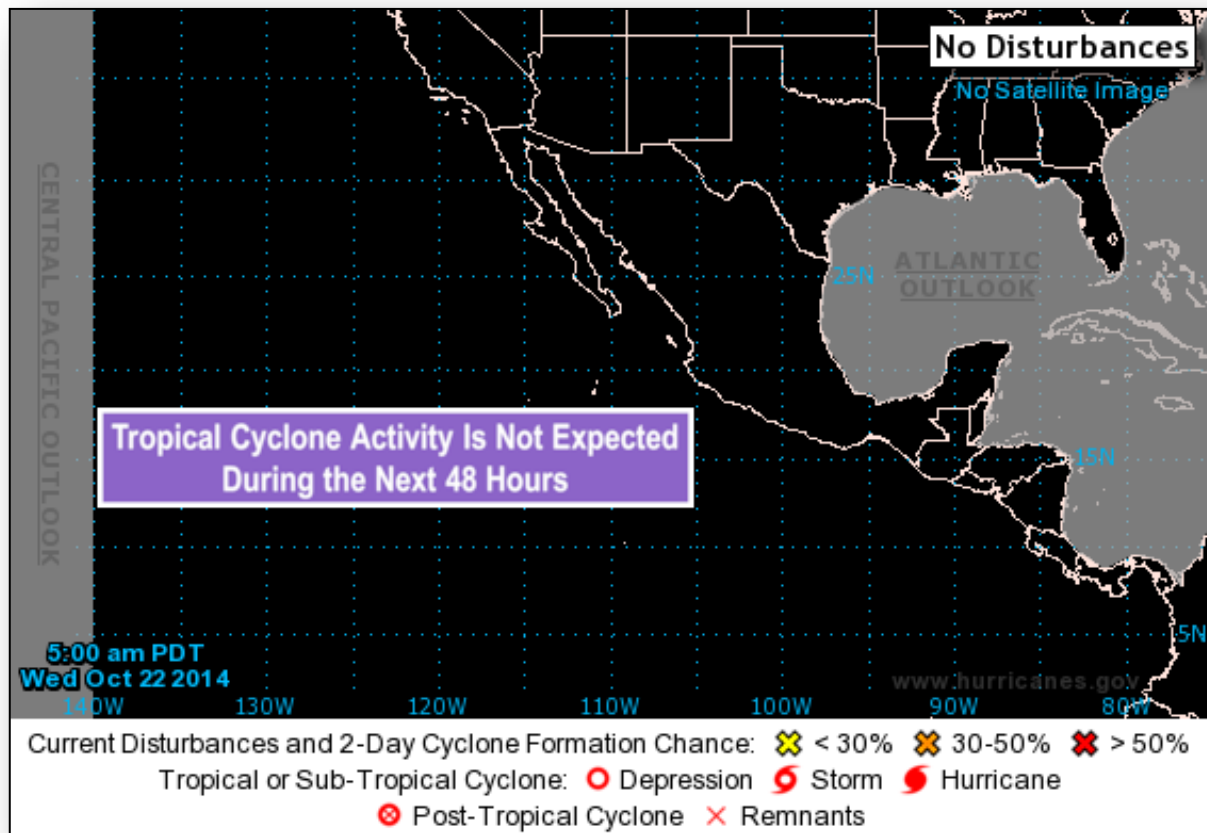 No Disturbances
No Satellite Image
CENTRAL PACIFIC OUTLOOK
ATLANTIC
OUTLOOK
25N
Tropical Cyclone Activity Is Not Expected
During the Next 48 Hours
15N
5N
5:00 am PDT
Wed Oct 22 2014
www.hurricanes.gov
140W 130W 120W 110W 100W 90W 80W
Current Disturbances and 2-Day Cyclone Formation Chance: < 30% 30-50% > 50%
Tropical or Sub-Tropical Cyclone: Depression Storm Hurricane
Post-Tropical Cyclone Remnants